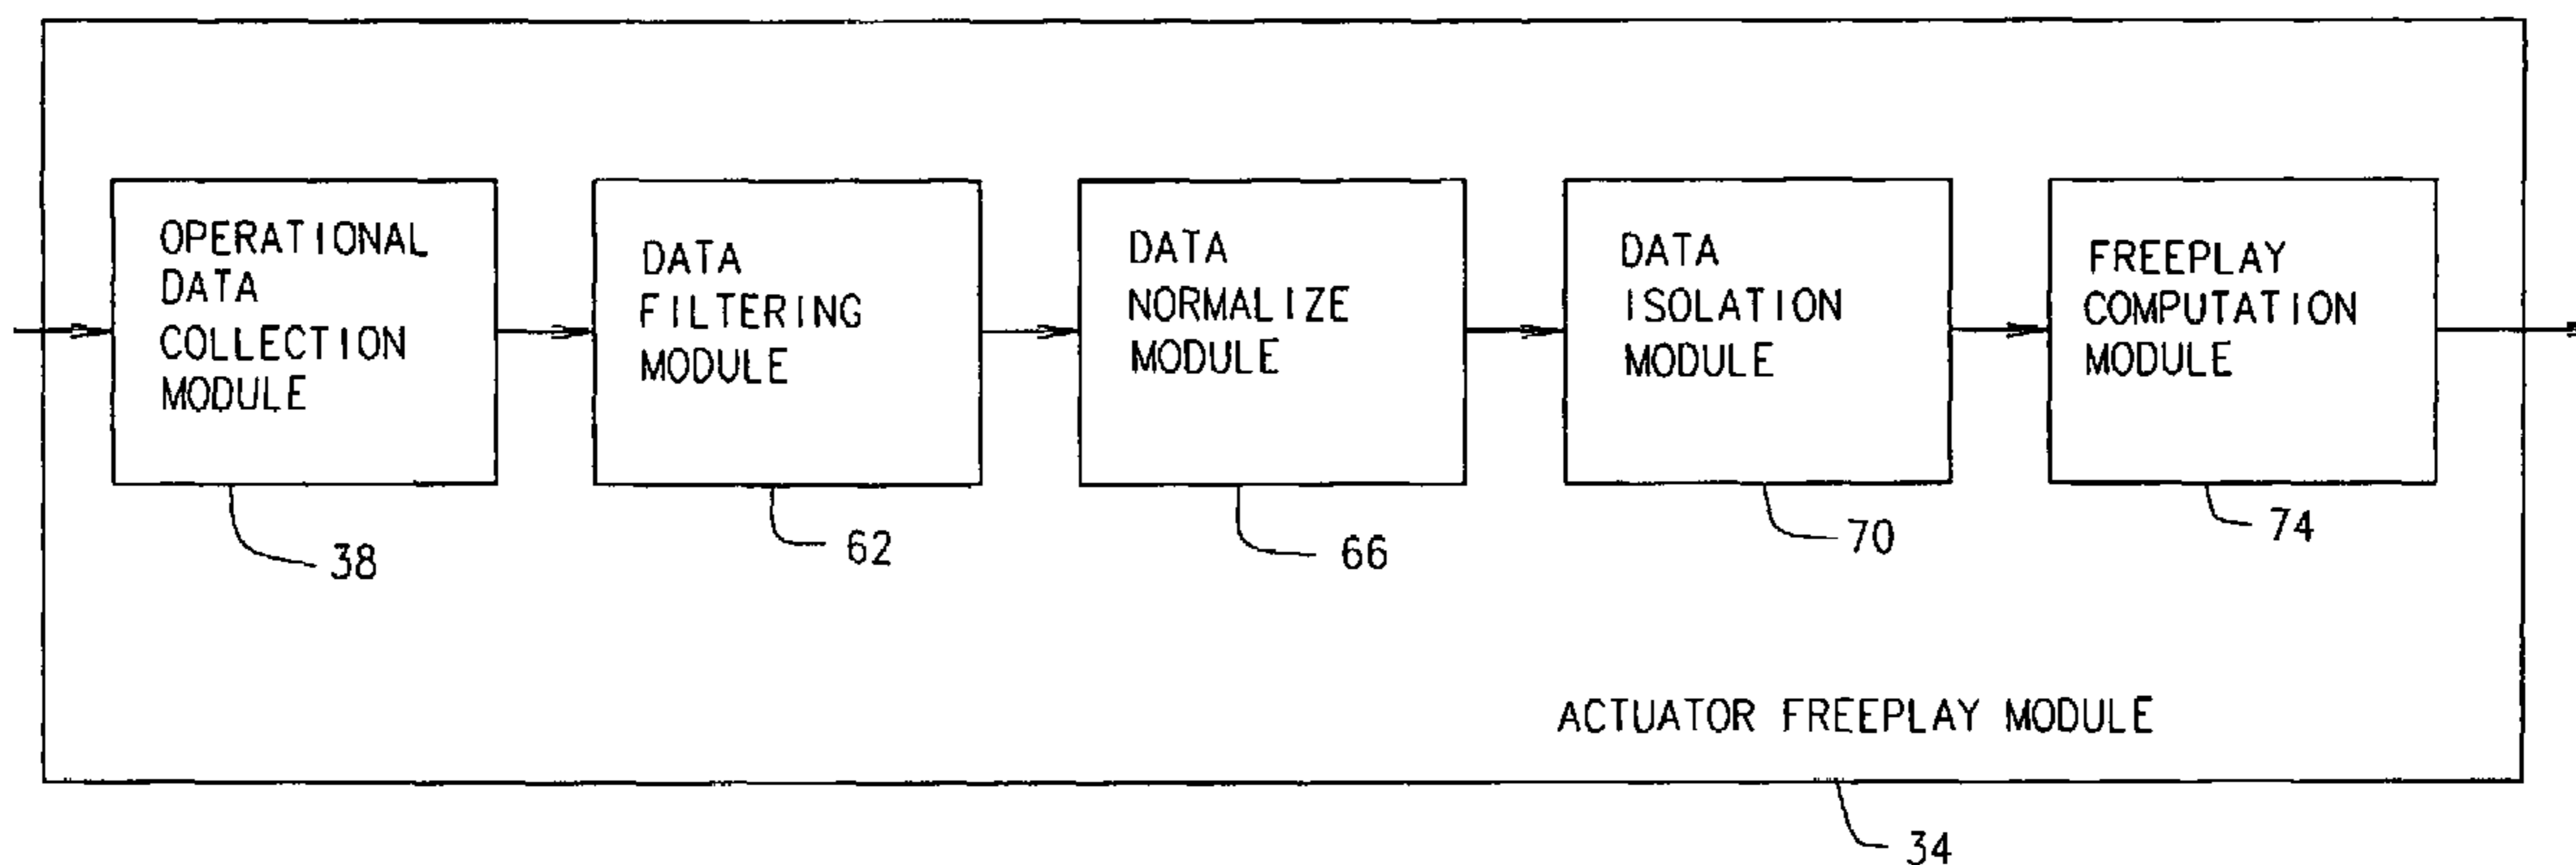 OPERATIONAL
DATA
COLLECTION
MODULE
38
DATA
FILTERING
MODULE
62
DATA
NORMALIZE
MODULE
66
DATA
ISOLATION
MODULE
70
FREEPLAY
COMPUTATION
MODULE
74
ACTUATOR FREEPLAY MODULE
34